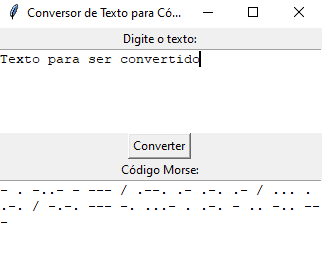 Conversor de Texto para Có...
Digite o texto:
Texto para ser convertido
Converter
Código Morse:
- . -..- - --- / .--. .- .-. .- / ... .
.-. / -.-. --- -. ...- . .-. - .. -.. --
-